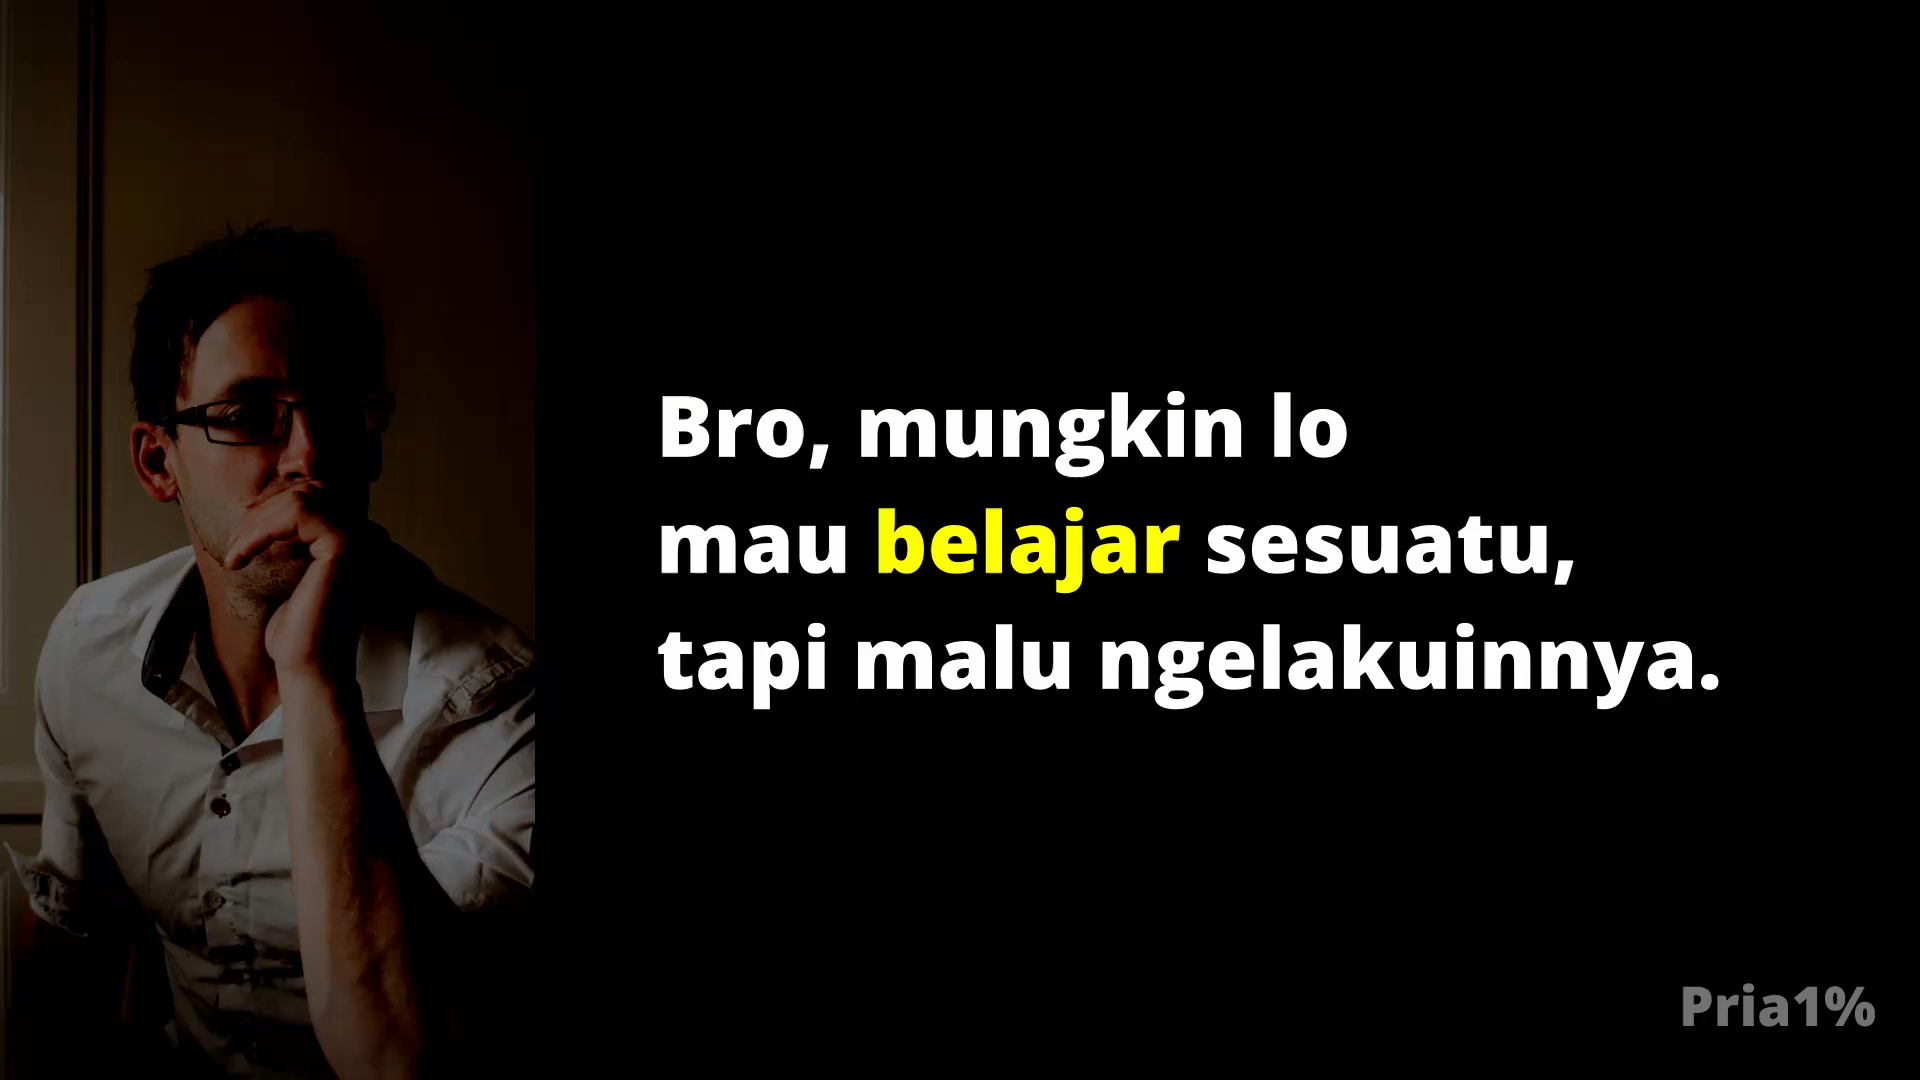 Bro, mungkin lo
mau belajar sesuatu,
tapi malu ngelakuinnya.
Pria1%